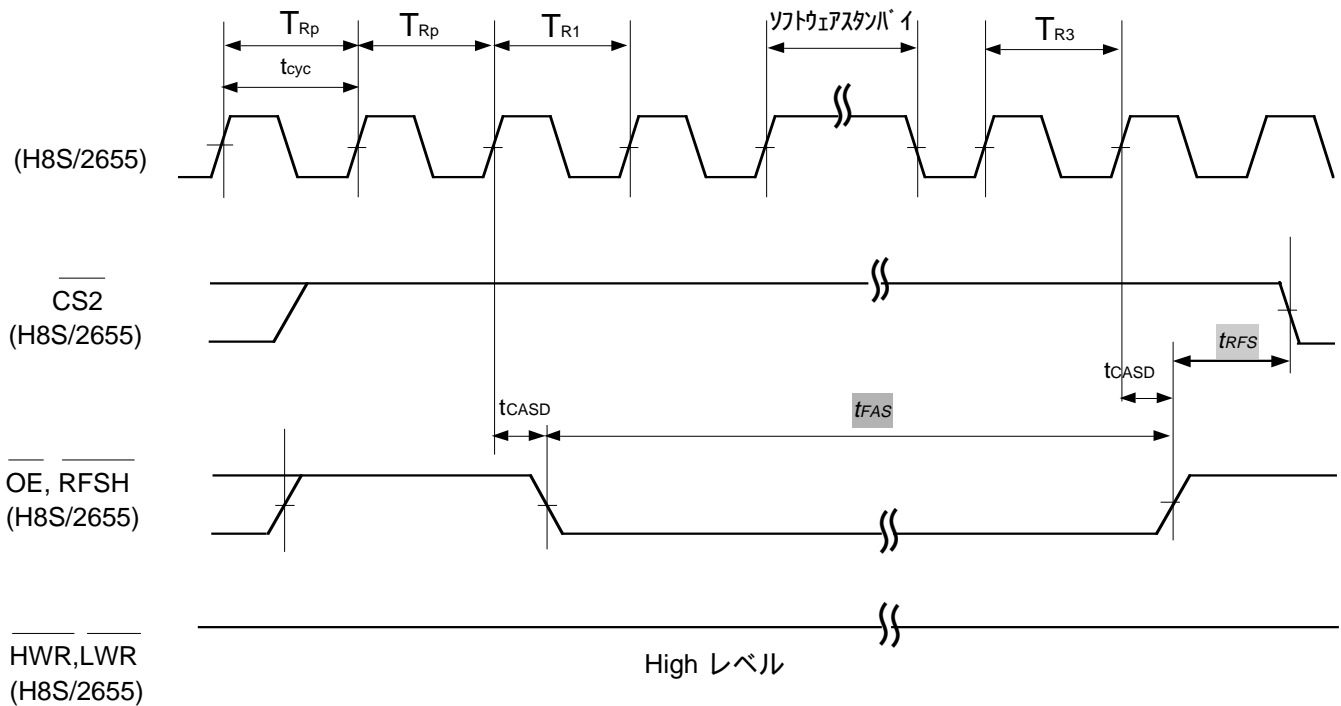 TRp TRp TR1 ソフトウェアスタンバイ TR3
tcyc
(H8S/2655)
CS2
(H8S/2655)
tRFS
tCASD
tCASD
tFAS
OE, RFSH
(H8S/2655)
HWR,LWR
(H8S/2655)
High レベル